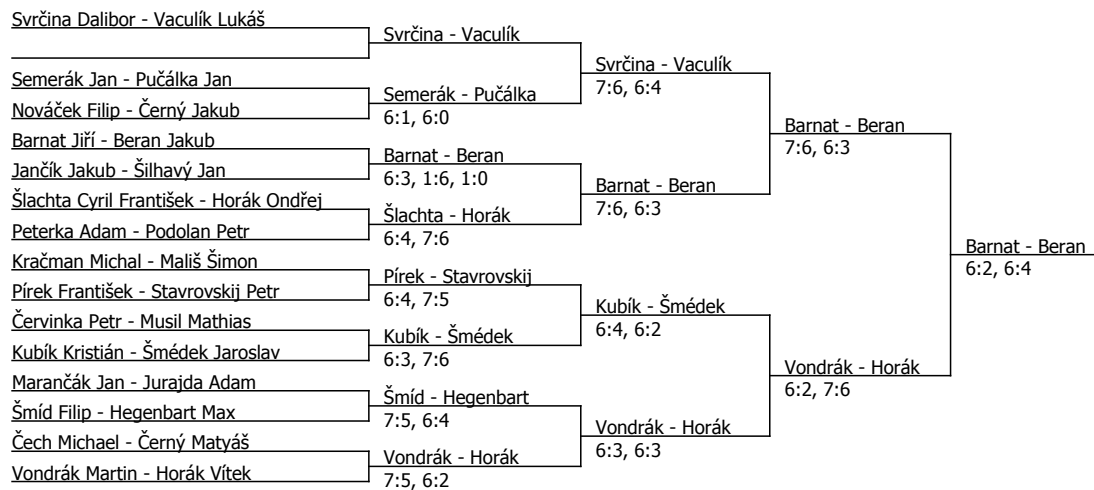 Svrčina Dalibor - Vaculík Lukáš
Semerák Jan - Pučálka Jan
Nováček Filip - Černý Jakub
Barnat Jiří - Beran Jakub
Jančík Jakub - Šilhavý Jan
Šlachta Cyril František - Horák Ondřej
Peterka Adam - Podolan Petr
Kračman Michal - Mališ Šimon
Pírek František - Stavrovskij Petr
Červinka Petr - Musil Mathias
Kubík Kristián - Šmédek Jaroslav
Marančák Jan - Jurajda Adam
Šmíd Filip - Hegenbart Max
Čech Michael - Černý Matyáš
Vondrák Martin - Horák Vítek
Svrčina - Vaculík
Semerák - Pučálka
6:1, 6:0
Barnat - Beran
6:3, 1:6, 1:0
Šlachta - Horák
6:4, 7:6
Pírek - Stavrovskij
6:4, 7:5
Kubík - Šmédek
6:3, 7:6
Šmíd - Hegenbart
7:5, 6:4
Vondrák - Horák
7:5, 6:2
Svrčina - Vaculík
7:6, 6:4
Barnat - Beran
7:6, 6:3
Kubík - Šmédek
6:4, 6:2
Vondrák - Horák
6:3, 6:3
Barnat - Beran
7:6, 6:3
Vondrák - Horák
6:2, 7:6
Barnat - Beran
6:2, 6:4